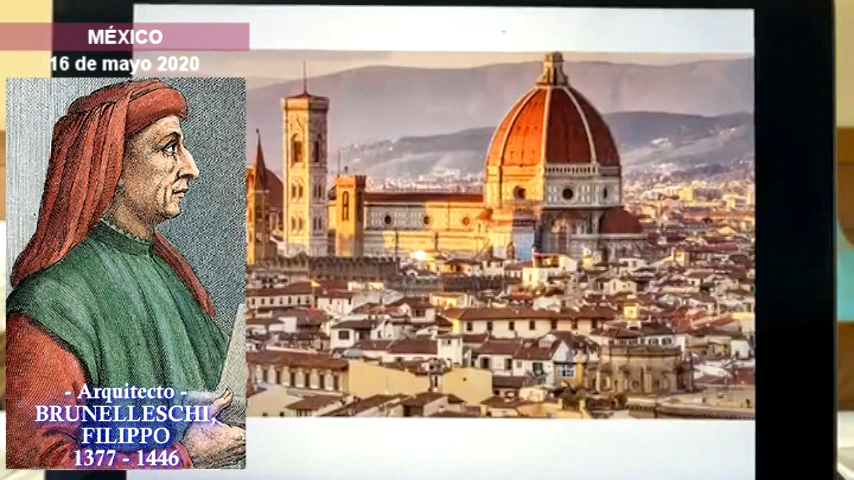 MÉXICO
16 de mayo 2020
- Arquitecto -
BRUNELLESCHI,
FILIPPO
1377 - 1446